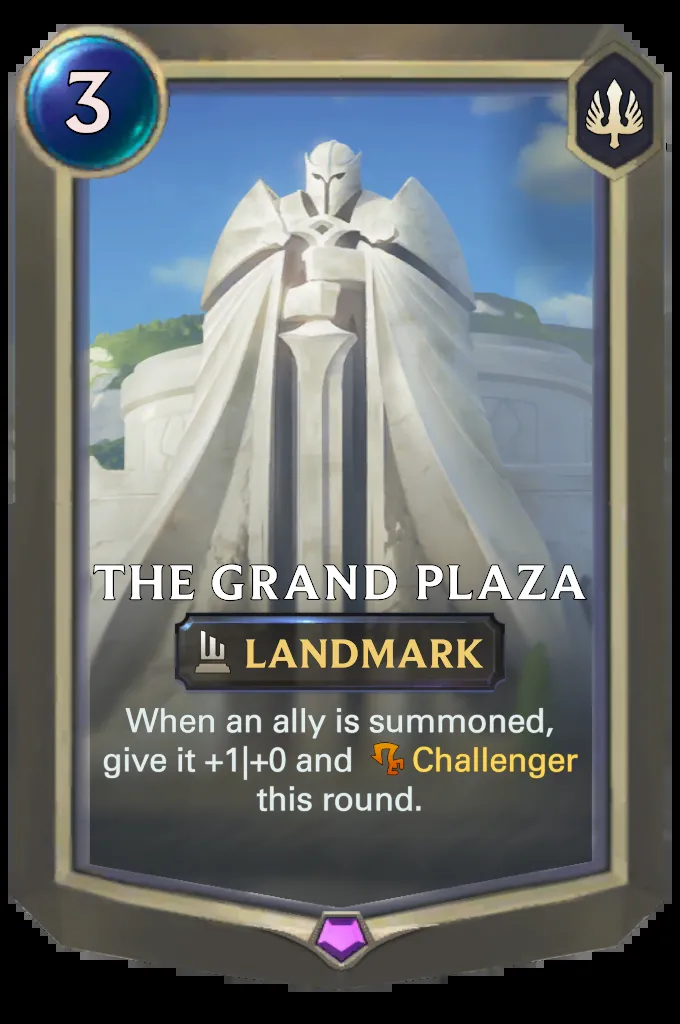 3
THE GRAND PLAZA
LANDMARK
When an ally is summoned,
give it +1|+0 and Challenger
this round.